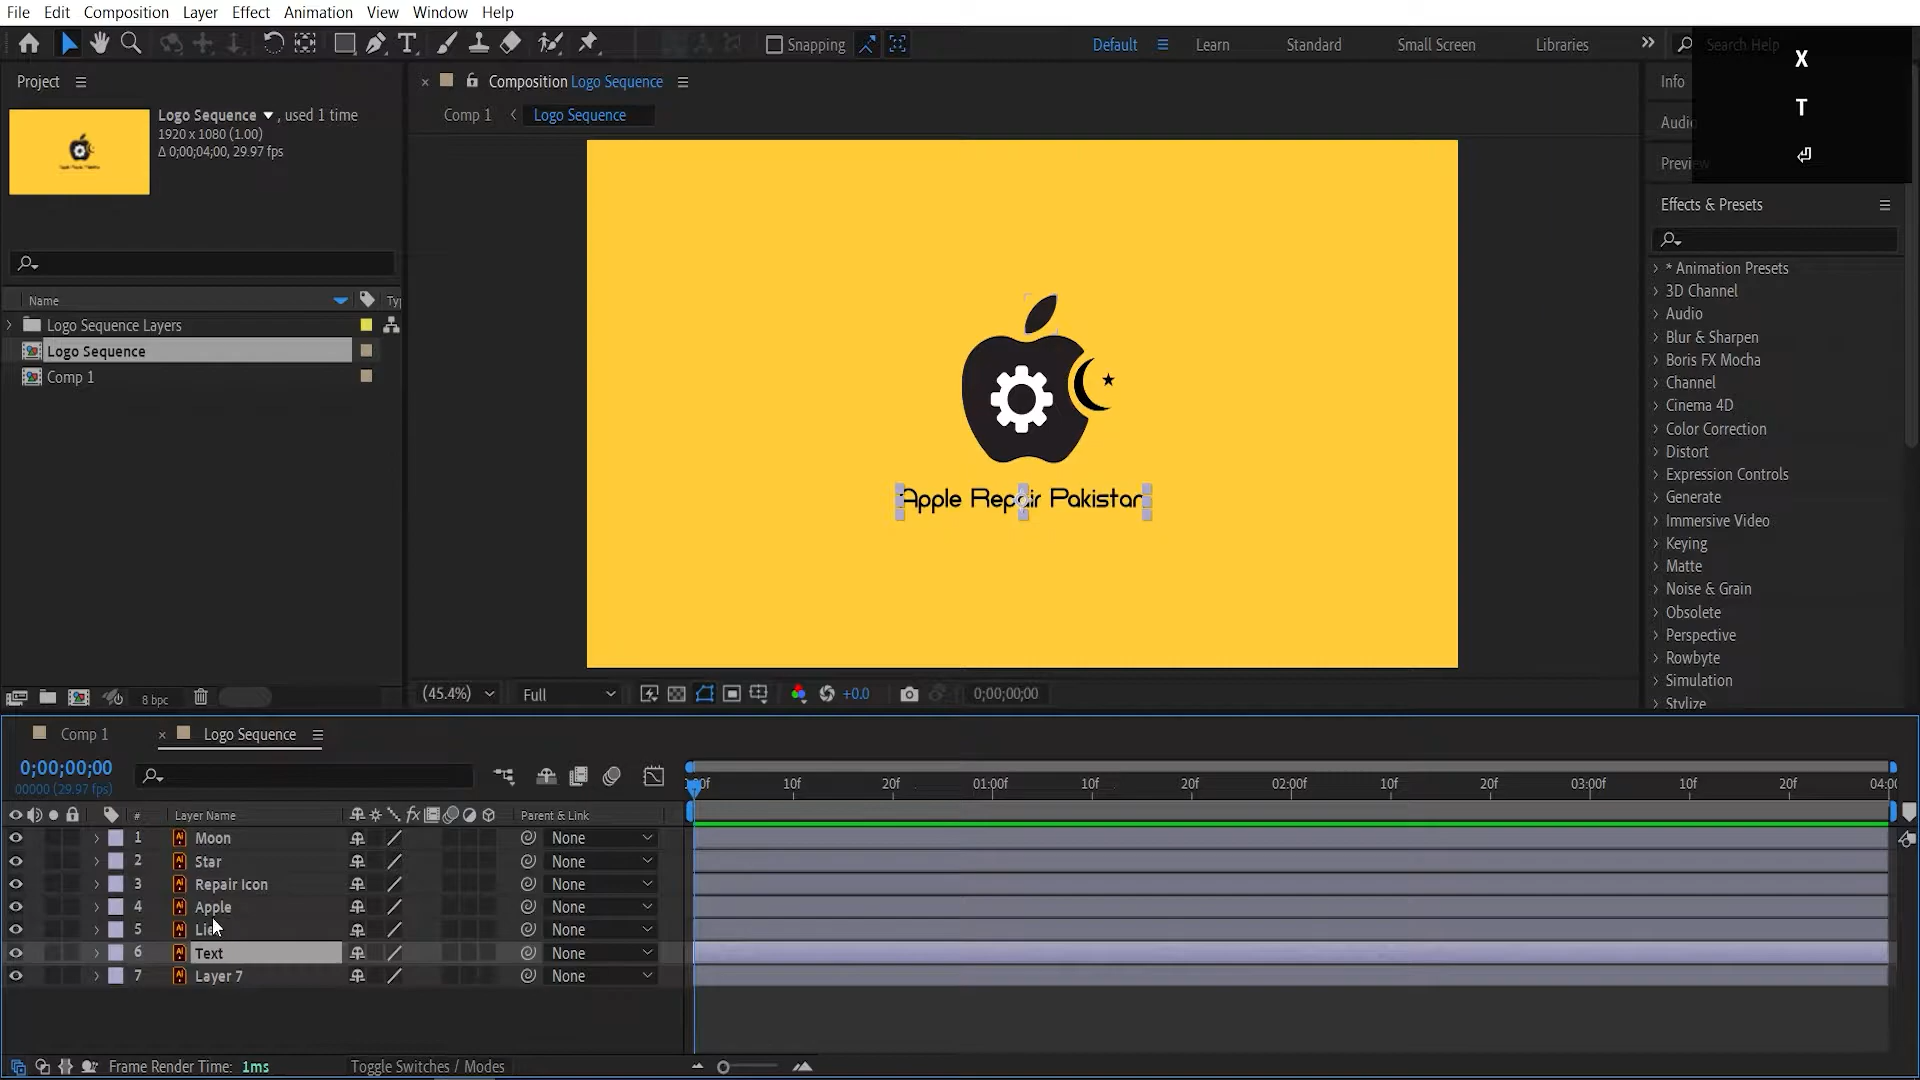 File Edit Composition Layer Effect Animation View Window Help
Snapping Default Learn Standard Small Screen Libraries Search Help
X
T
Project
Composition Logo Sequence
Info
Logo Sequence , used 1 time
1920 x 1080 (1.00)
Δ 0;00;04;00, 29.97 fps
Comp 1 Logo Sequence
Preview
Effects & Presets
Name
Logo Sequence Layers
Logo Sequence
Comp 1
* Animation Presets
3D Channel
Audio
Blur & Sharpen
Boris FX Mocha
Channel
Cinema 4D
Color Correction
Distort
Expression Controls
Generate
Immersive Video
Keying
Matte
Noise & Grain
Obsolete
Perspective
Rowbyte
Simulation
Stylize
Apple Repair Pakistan
8 bpc
(45.4%) Full +0.0 0;00;00;00
Comp 1 Logo Sequence
0;00;00;00
00000 (29.97 fps)
10f 20f 01:00f 10f 20f 02:00f 10f 20f 03:00f 10f 20f
# Layer Name fx Parent & Link
1 Moon None
2 Star None
3 Repair Icon None
4 Apple None
5 None
6 Text None
7 Layer 7 None
Frame Render Time: 1ms Toggle Switches / Modes